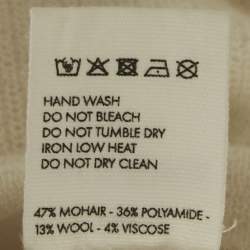 HAND WASH
DO NOT BLEACH
DO NOT TUMBLE DRY
IRON LOW HEAT
DO NOT DRY CLEAN
47% MOHAIR - 36% POLYAMIDE -
13% WOOL - 4% VISCOSE